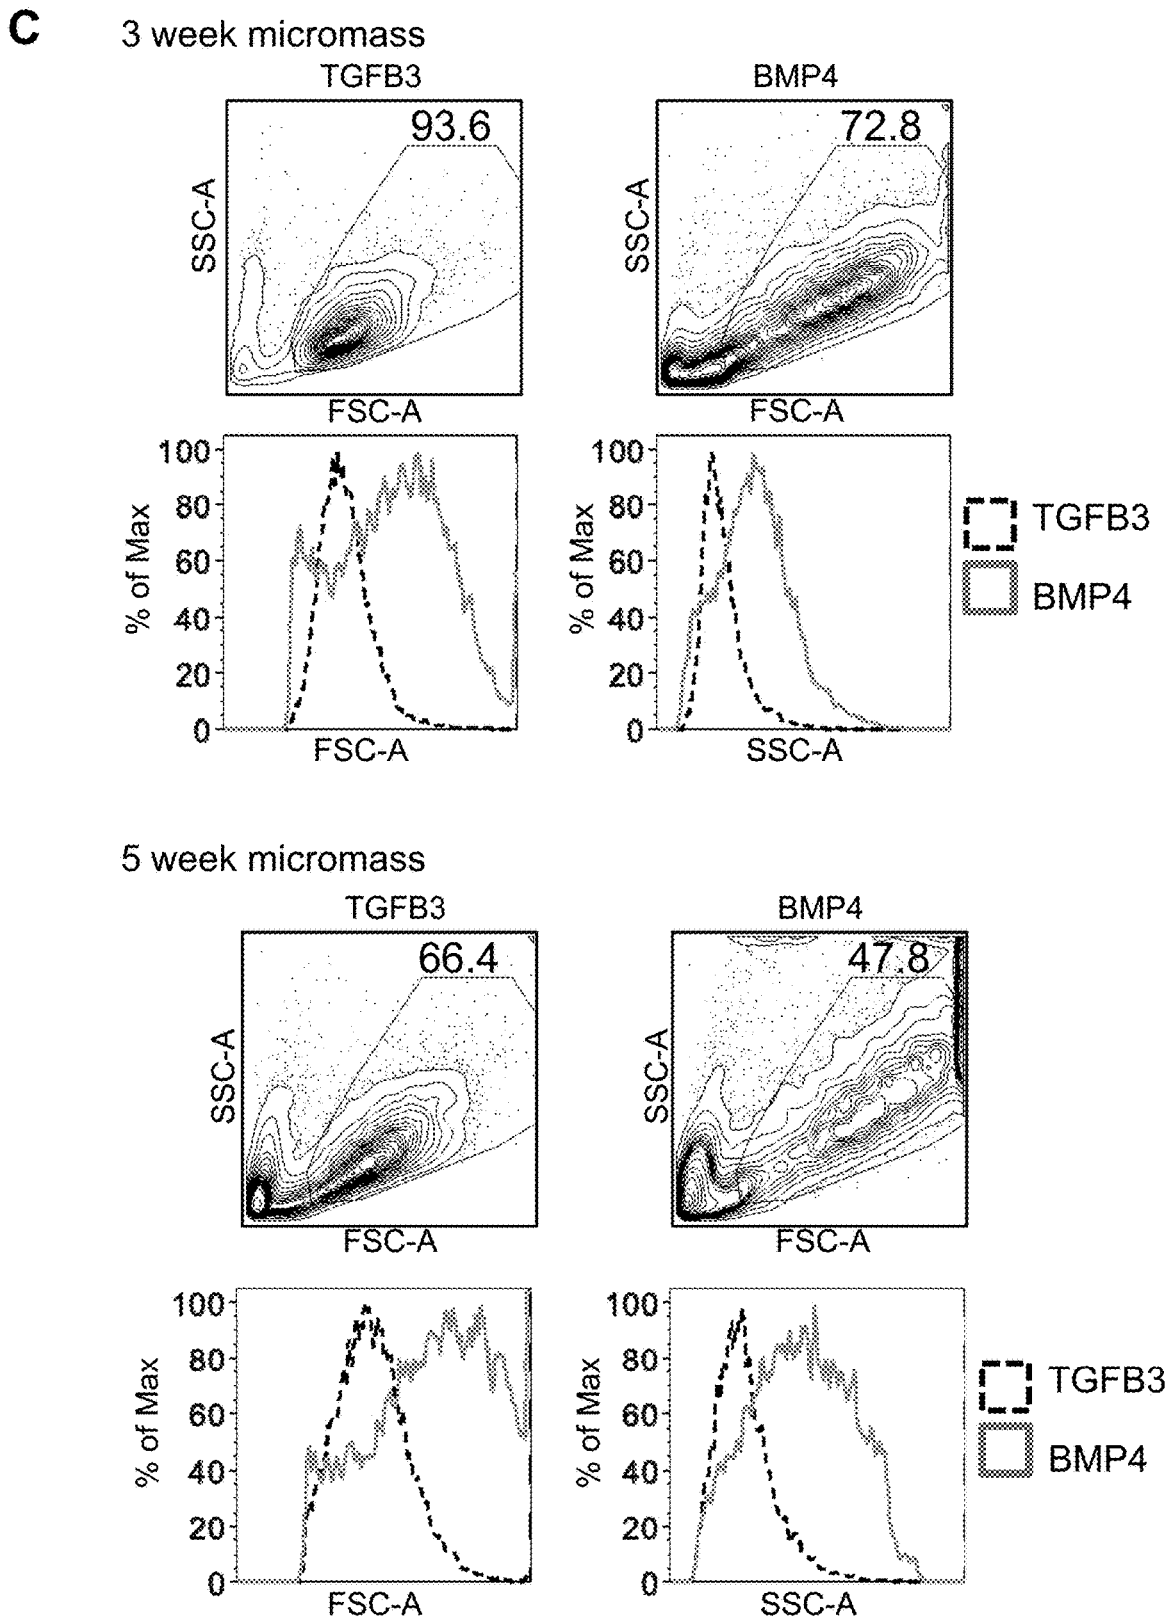 C
3 week micromass
TGFB3
BMP4
93.6
72.8
SSC-A
SSC-A
FSC-A
FSC-A
100
80
60
40
20
0
% of Max
FSC-A
100
80
60
40
20
0
% of Max
SSC-A
TGFB3
BMP4
5 week micromass
TGFB3
BMP4
66.4
47.8
SSC-A
SSC-A
FSC-A
FSC-A
100
80
60
40
20
0
% of Max
FSC-A
100
80
60
40
20
0
% of Max
SSC-A
TGFB3
BMP4